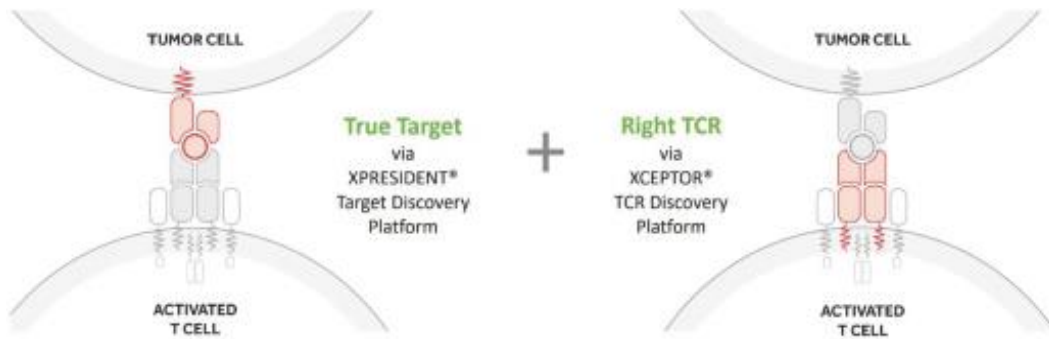 TUMOR CELL
True Target
via
XPRESIDENT®
Target Discovery
Platform
ACTIVATED
T CELL
+
TUMOR CELL
Right TCR
via
XCEPTOR®
TCR Discovery
Platform
ACTIVATED
T CELL